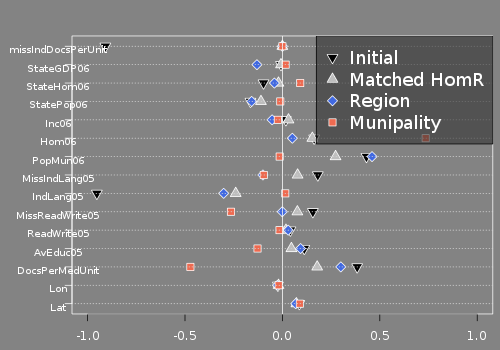 missIndDocsPerUnit
StateGDP06
StateHom06
StatePop06
Inc06
Hom06
PopMun06
MissIndLang05
IndLang05
MissReadWrite05
ReadWrite05
AvEduc05
DocsPerMedUnit
Lon
Lat
Initial
Matched HomR
Region
Munipality
-1.0 -0.5 0.0 0.5 1.0